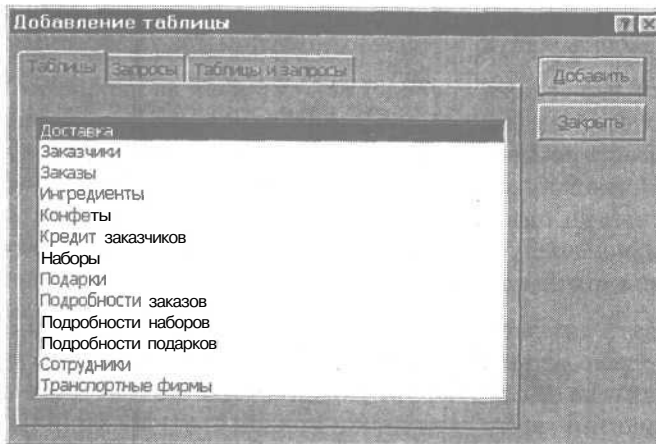 Добавление таблицы
Таблицы Запросы Таблицы и запросы
Добавить
Закрыть
Доставка
Заказчики
Заказы
Ингредиенты
Конфеты
Кредит заказчиков
Наборы
Подарки
Подробности заказов
Подробности наборов
Подробности подарков
Сотрудники
Транспортные фирмы